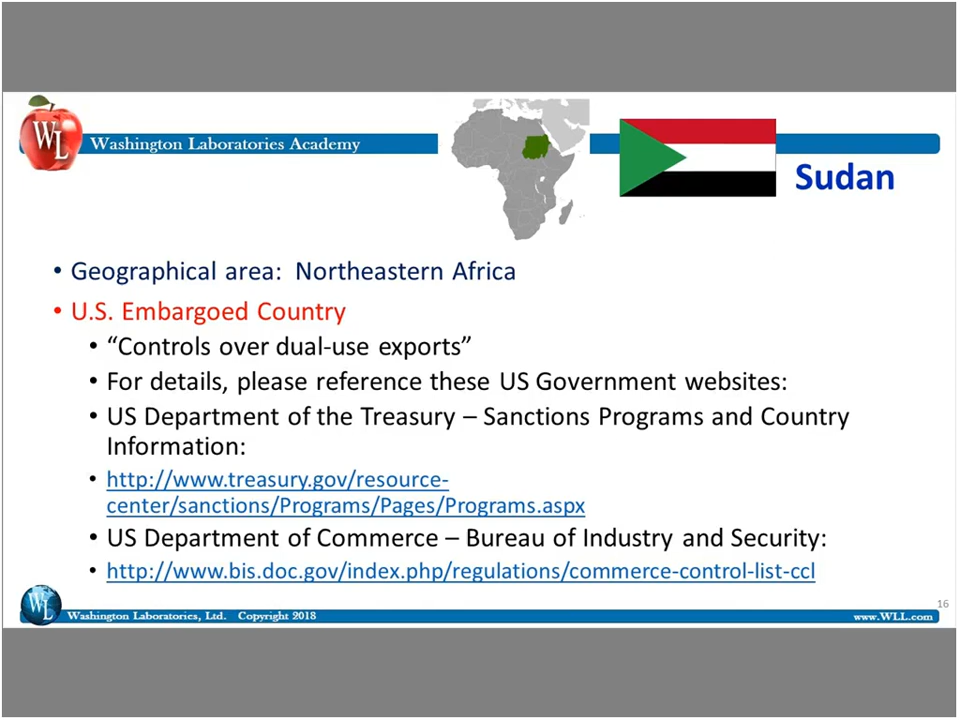 WL Washington Laboratories Academy
Sudan
• Geographical area: Northeastern Africa
• U.S. Embargoed Country
• “Controls over dual-use exports”
• For details, please reference these US Government websites:
• US Department of the Treasury – Sanctions Programs and Country
Information:
• http://www.treasury.gov/resource-
center/sanctions/Programs/Pages/Programs.aspx
• US Department of Commerce – Bureau of Industry and Security:
• http://www.bis.doc.gov/index.php/regulations/commerce-control-list-ccl
16
WL Washington Laboratories, Ltd. Copyright 2018 www.WLL.com